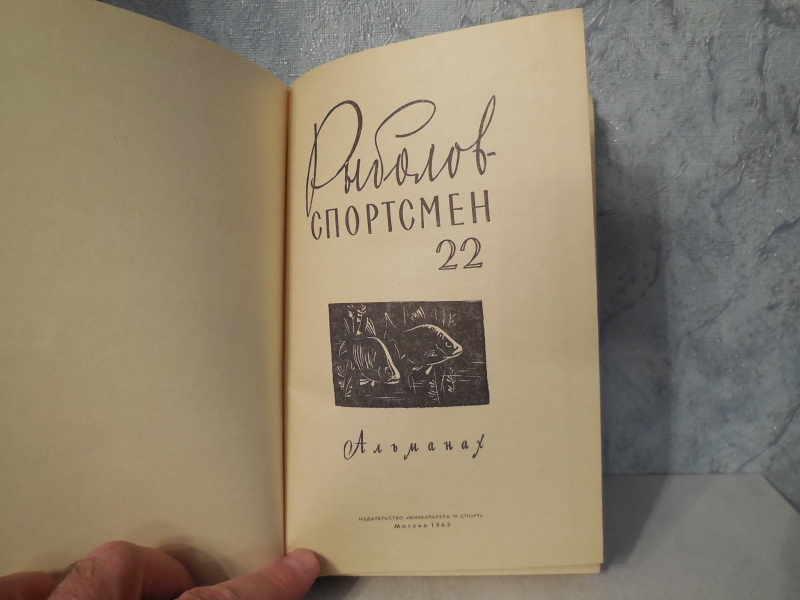 Рыболов-
СПОРТСМЕН
22
Альманах
ИЗДАТЕЛЬСТВО «ФИЗКУЛЬТУРА И СПОРТ»
Москва 1965